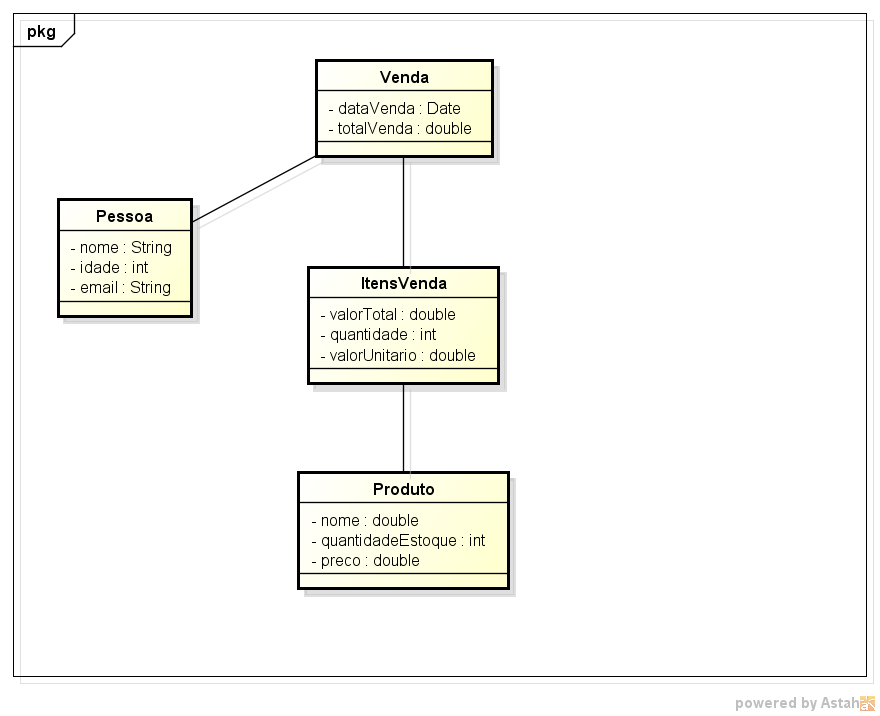 pkg
Venda
- dataVenda : Date
- totalVenda : double
Pessoa
- nome : String
- idade : int
- email : String
ItensVenda
- valorTotal : double
- quantidade : int
- valorUnitario : double
Produto
- nome : double
- quantidadeEstoque : int
- preco : double
powered by Astah